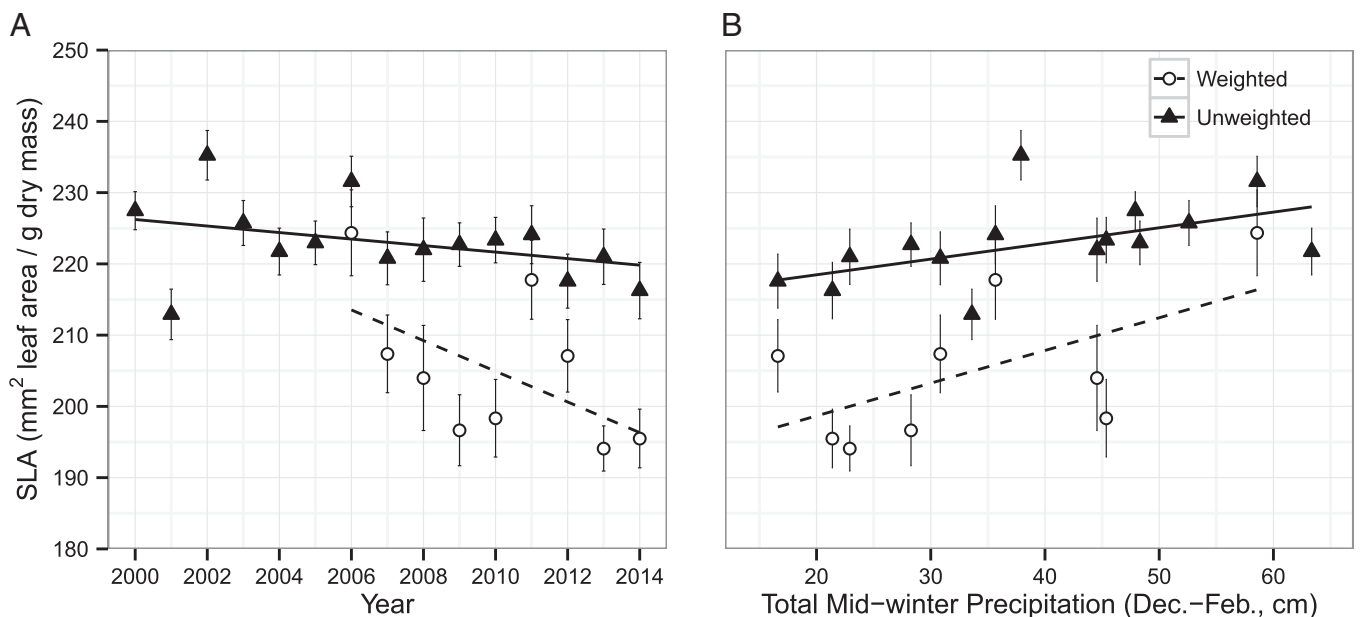 A
B
250
240
230
220
210
200
190
180
SLA (mm2 leaf area / g dry mass)
2000 2002 2004 2006 2008 2010 2012 2014
Year
Weighted
Unweighted
20 30 40 50 60
Total Mid−winter Precipitation (Dec.−Feb., cm)